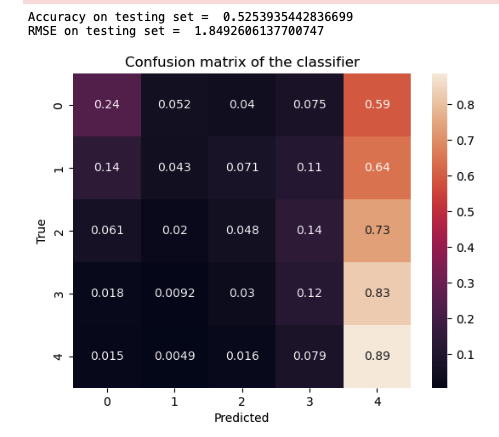 Accuracy on testing set =  0.5253935442836699
RMSE on testing set =  1.8492606137700747
Confusion matrix of the classifier
0 0.24 0.052 0.04 0.075 0.59 0.8
0.7
1 0.14 0.043 0.071 0.11 0.64
0.6
0.5
True 2 0.061 0.02 0.048 0.14 0.73
0.4
3 0.018 0.0092 0.03 0.12 0.83 0.3
0.2
4 0.015 0.0049 0.016 0.079 0.89 0.1
0 1 2 3 4
Predicted